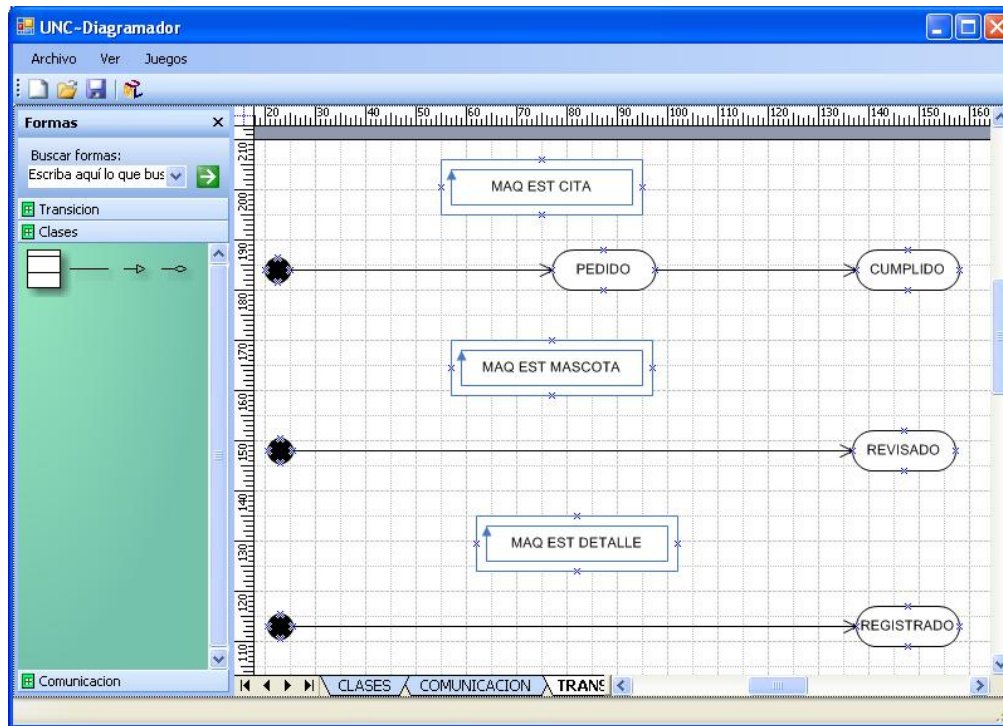 UNC~Diagramador
Archivo Ver Juegos
Formas
Buscar formas:
Escriba aquí lo que bus
Transicion
Clases
Comunicacion
20 30 40 50 60 70 80 90 100 110 120 130 140 150 160
210
200
190
180
170
160
150
140
130
120
110
MAQ EST CITA
PEDIDO
CUMPLIDO
MAQ EST MASCOTA
REVISADO
MAQ EST DETALLE
REGISTRADO
CLASES COMUNICACION TRANS